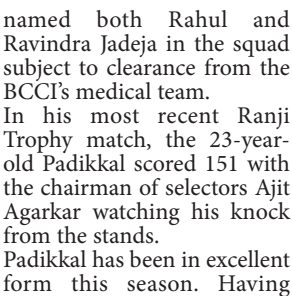 named both Rahul and
Ravindra Jadeja in the squad
subject to clearance from the
BCCI's medical team.
In his most recent Ranji
Trophy match, the 23-year-
old Padikkal scored 151 with
the chairman of selectors Ajit
Agarkar watching his knock
from the stands.
Padikkal has been in excellent
form this season. Having